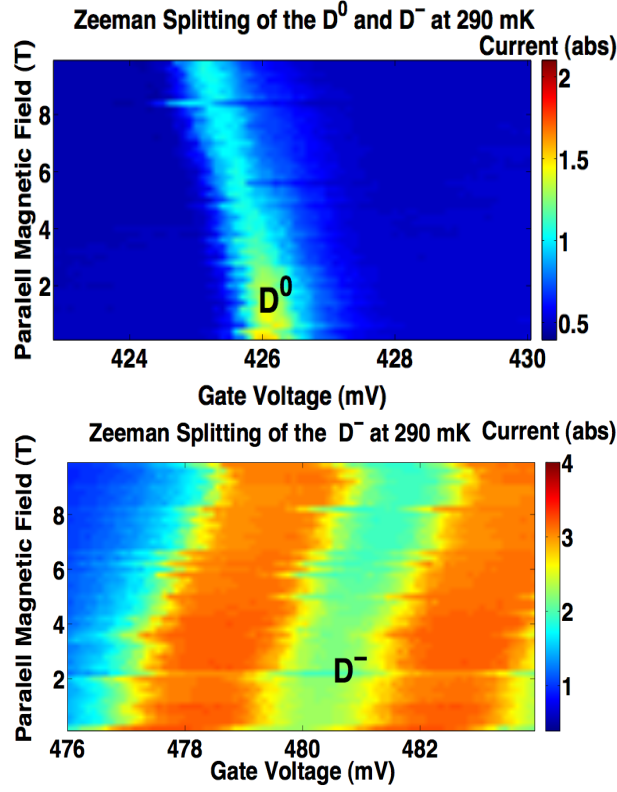 Zeeman Splitting of the D⁰ and D⁻ at 290 mK
Current (abs)
Paralell Magnetic Field (T)
8
6
4
2
D⁰
2
1.5
1
0.5
424 426 428 430
Gate Voltage (mV)
Zeeman Splitting of the D⁻ at 290 mK Current (abs)
Paralell Magnetic Field (T)
8
6
4
2
D⁻
4
3
2
1
476 478 480 482
Gate Voltage (mV)